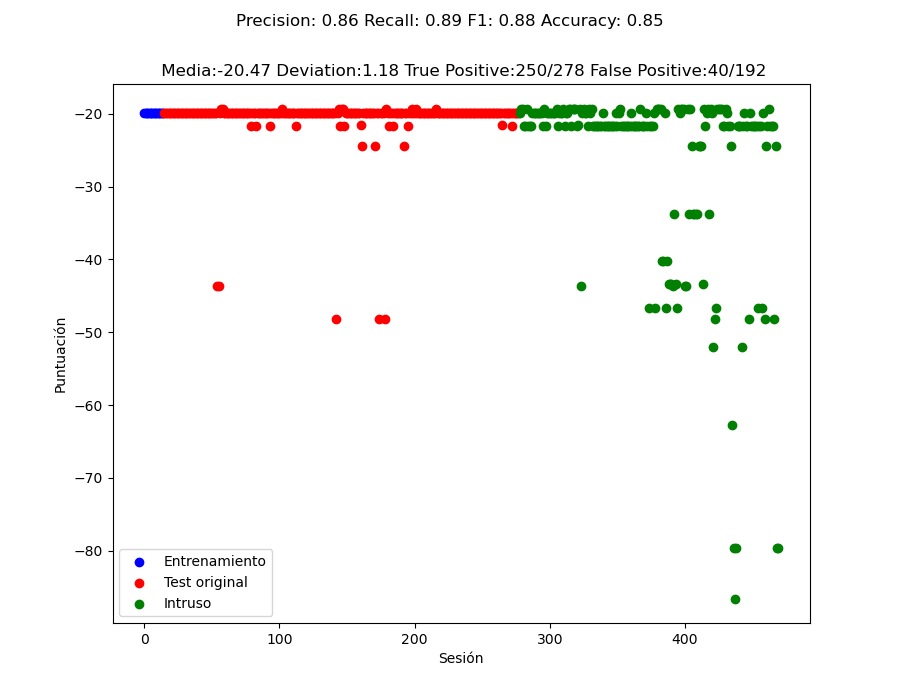 Precision: 0.86 Recall: 0.89 F1: 0.88 Accuracy: 0.85
Media:-20.47 Deviation:1.18 True Positive:250/278 False Positive:40/192
−20
−30
−40
−50
−60
−70
−80
Puntuación
Entrenamiento
Test original
Intruso
0 100 200 300 400
Sesión